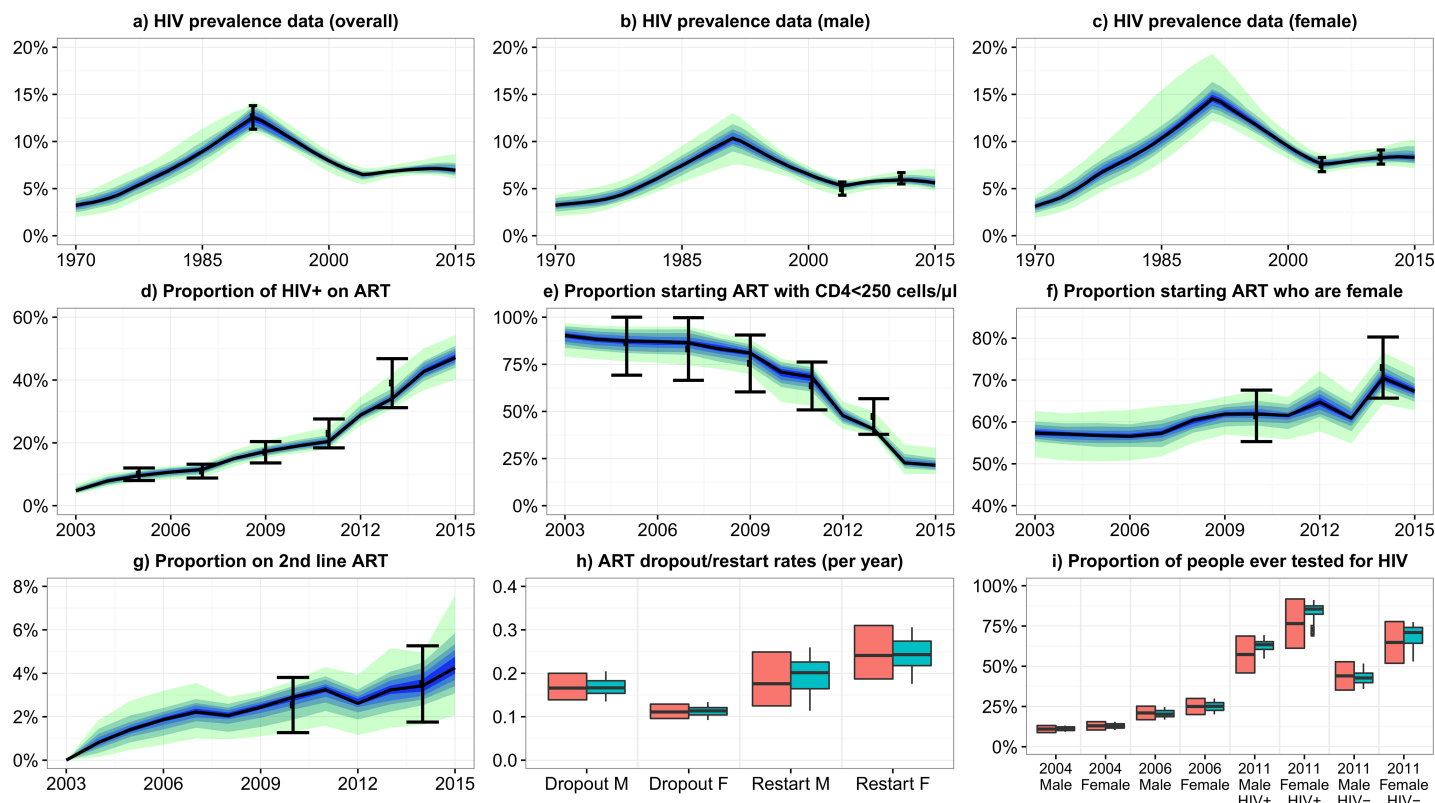 a) HIV prevalence data (overall)
20%
15%
10%
5%
0%
1970 1985 2000 2015
b) HIV prevalence data (male)
20%
15%
10%
5%
0%
1970 1985 2000 2015
c) HIV prevalence data (female)
20%
15%
10%
5%
0%
1970 1985 2000 2015
d) Proportion of HIV+ on ART
60%
40%
20%
0%
2003 2006 2009 2012 2015
e) Proportion starting ART with CD4<250 cells/µl
100%
75%
50%
25%
0%
2003 2006 2009 2012 2015
f) Proportion starting ART who are female
80%
70%
60%
50%
40%
2003 2006 2009 2012 2015
g) Proportion on 2nd line ART
8%
6%
4%
2%
0%
2003 2006 2009 2012 2015
h) ART dropout/restart rates (per year)
0.4
0.3
0.2
0.1
0.0
Dropout M Dropout F Restart M Restart F
i) Proportion of people ever tested for HIV
100%
75%
50%
25%
0%
2004 2004 2006 2006 2011 2011 2011 2011
Male Female Male Female Male Female Male Female
HIV+ HIV+ HIV− HIV−